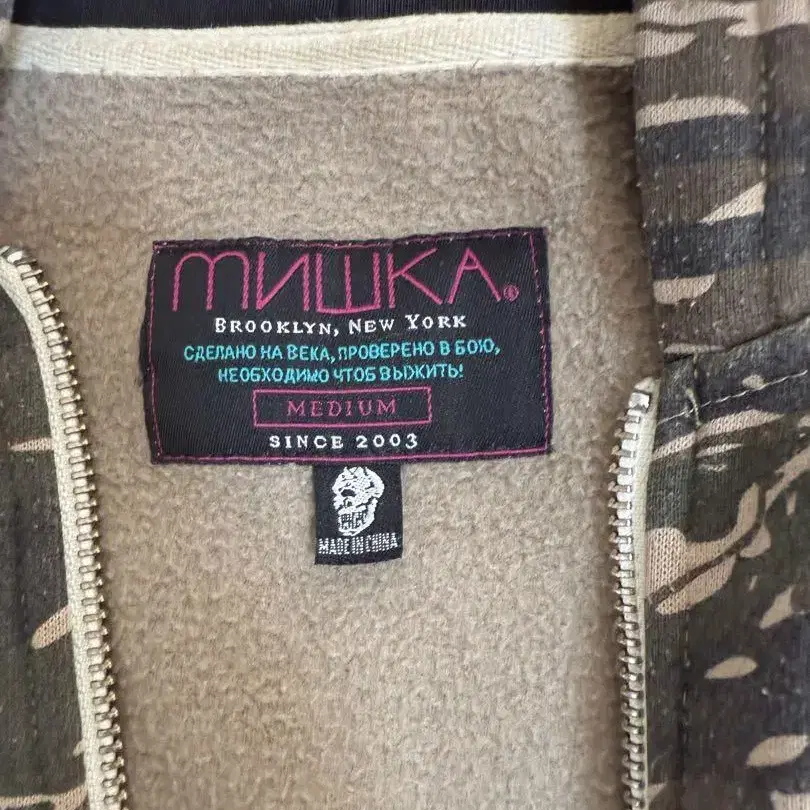 МИШКА®
BROOKLYN, NEW YORK
СДЕЛАНО НА ВЕКА, ПРОВЕРЕНО В БОЮ,
НЕОБХОДИМО ЧТОБ ВЫЖИТЬ!
MEDIUM
SINCE 2003
MADE IN CHINA